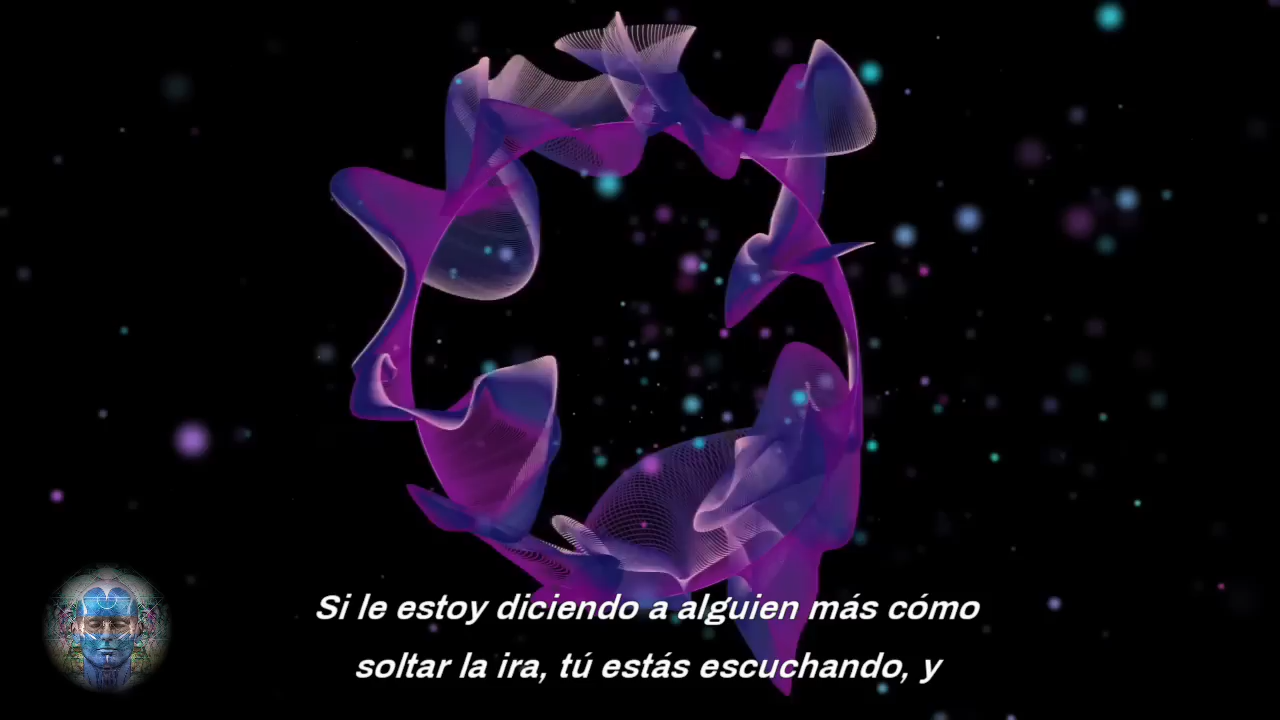 Si le estoy diciendo a alguien más cómo
soltar la ira, tú estás escuchando, y